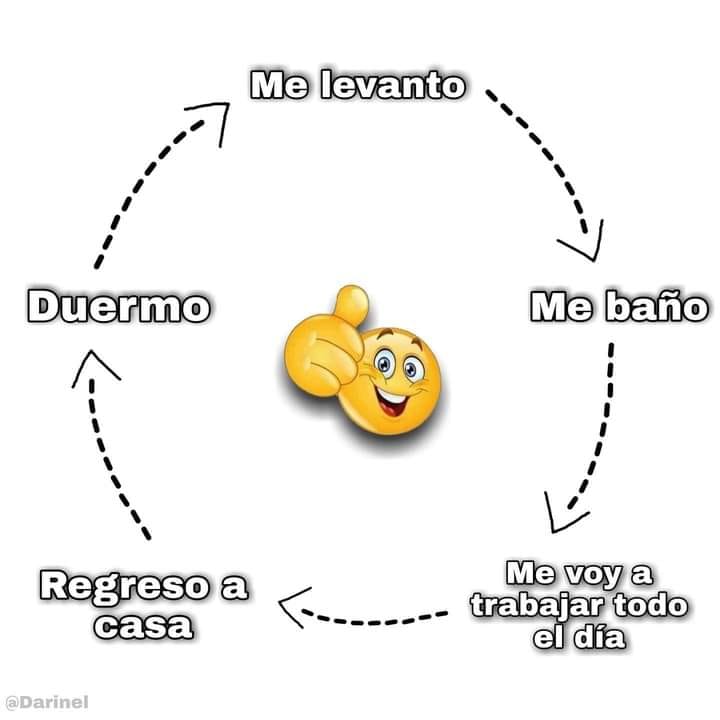 Me levanto
Me baño
Me voy a
trabajar todo
el día
Regreso a
casa
Duermo
@Darinel